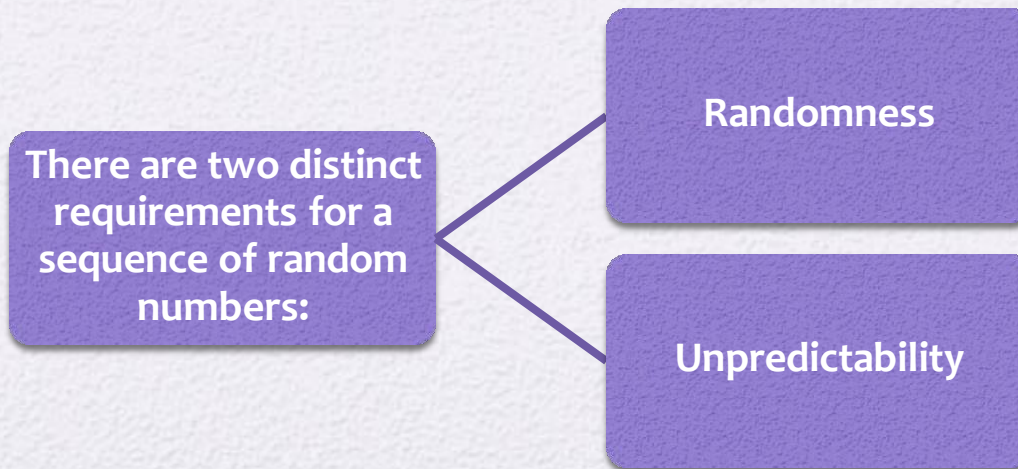 There are two distinct
requirements for a
sequence of random
numbers:
Randomness
Unpredictability